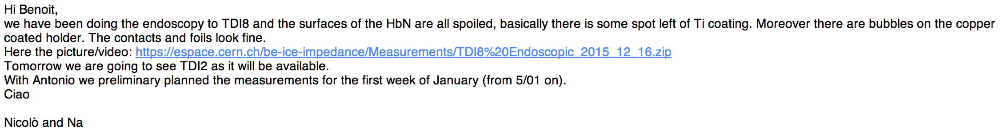 Hi Benoit,
we have been doing the endoscopy to TDI8 and the surfaces of the HbN are all spoiled, basically there is some spot left of Ti coating. Moreover there are bubbles on the copper
coated holder. The contacts and foils look fine.
Here the picture/video: https://espace.cern.ch/be-ice-impedance/Measurements/TDI8%20Endoscopic_2015_12_16.zip
Tomorrow we are going to see TDI2 as it will be available.
With Antonio we preliminary planned the measurements for the first week of January (from 5/01 on).
Ciao
Nicolò and Na